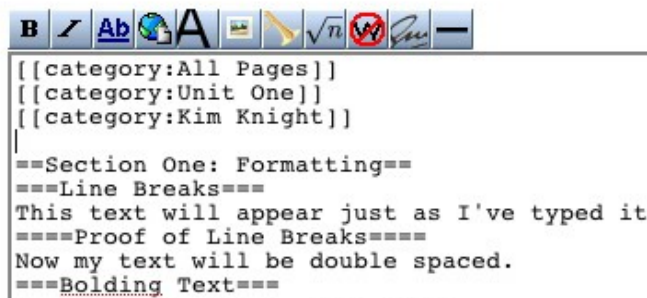 B I Ab A √n W
[[category:All Pages]]
[[category:Unit One]]
[[category:Kim Knight]]
==Section One: Formatting==
===Line Breaks===
This text will appear just as I've typed it
====Proof of Line Breaks====
Now my text will be double spaced.
===Bolding Text===